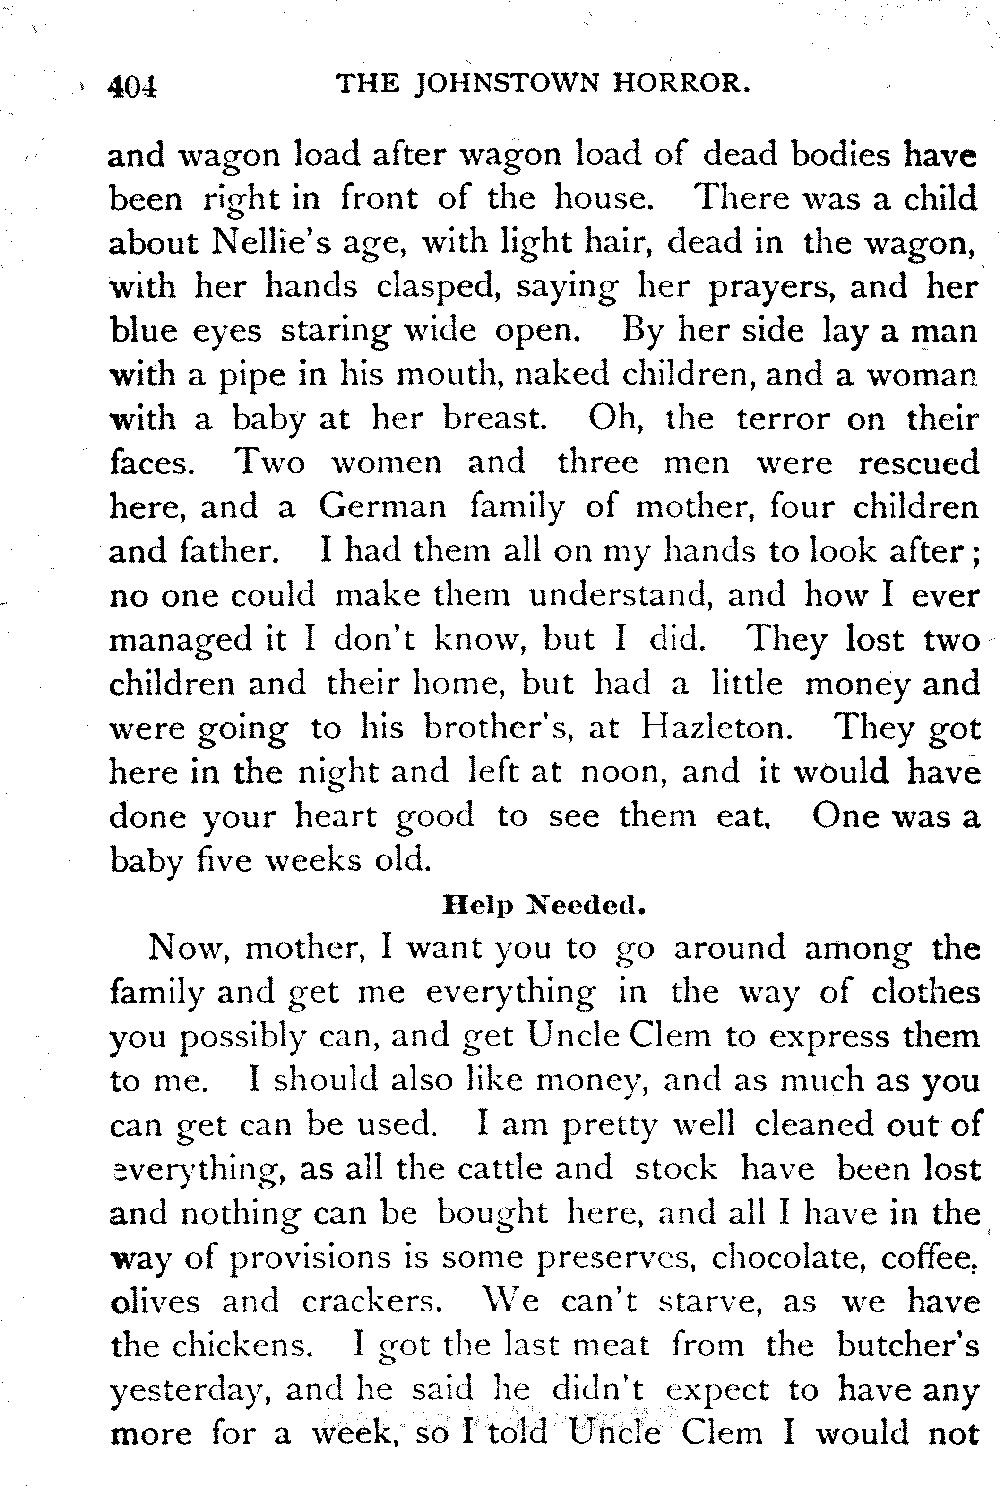 404 THE JOHNSTOWN HORROR.
and wagon load after wagon load of dead bodies have
been right in front of the house. There was a child
about Nellie's age, with light hair, dead in the wagon,
with her hands clasped, saying her prayers, and her
blue eyes staring wide open. By her side lay a man
with a pipe in his mouth, naked children, and a woman
with a baby at her breast. Oh, the terror on their
faces. Two women and three men were rescued
here, and a German family of mother, four children
and father. I had them all on my hands to look after;
no one could make them understand, and how I ever
managed it I don't know, but I did. They lost two
children and their home, but had a little money and
were going to his brother's, at Hazleton. They got
here in the night and left at noon, and it would have
done your heart good to see them eat. One was a
baby five weeks old.
Help Needed.
Now, mother, I want you to go around among the
family and get me everything in the way of clothes
you possibly can, and get Uncle Clem to express them
to me. I should also like money, and as much as you
can get can be used. I am pretty well cleaned out of
everything, as all the cattle and stock have been lost
and nothing can be bought here, and all I have in the
way of provisions is some preserves, chocolate, coffee,
olives and crackers. We can't starve, as we have
the chickens. I got the last meat from the butcher's
yesterday, and he said he didn't expect to have any
more for a week, so I told Uncle Clem I would not